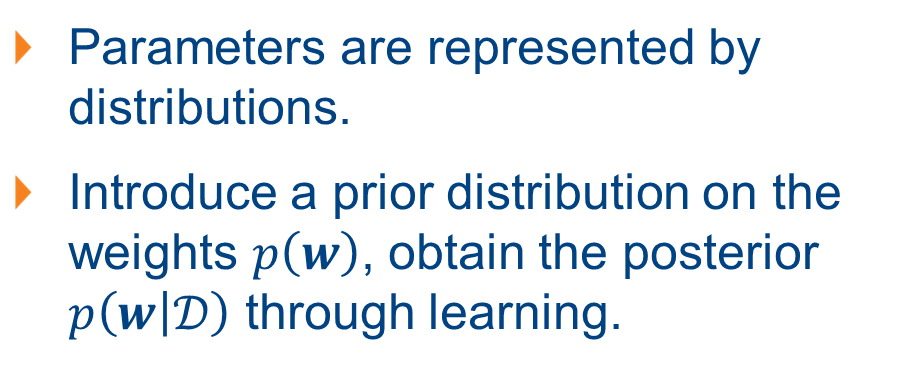 Parameters are represented by
distributions.
Introduce a prior distribution on the
weights p(w), obtain the posterior
p(w|𝒟) through learning.